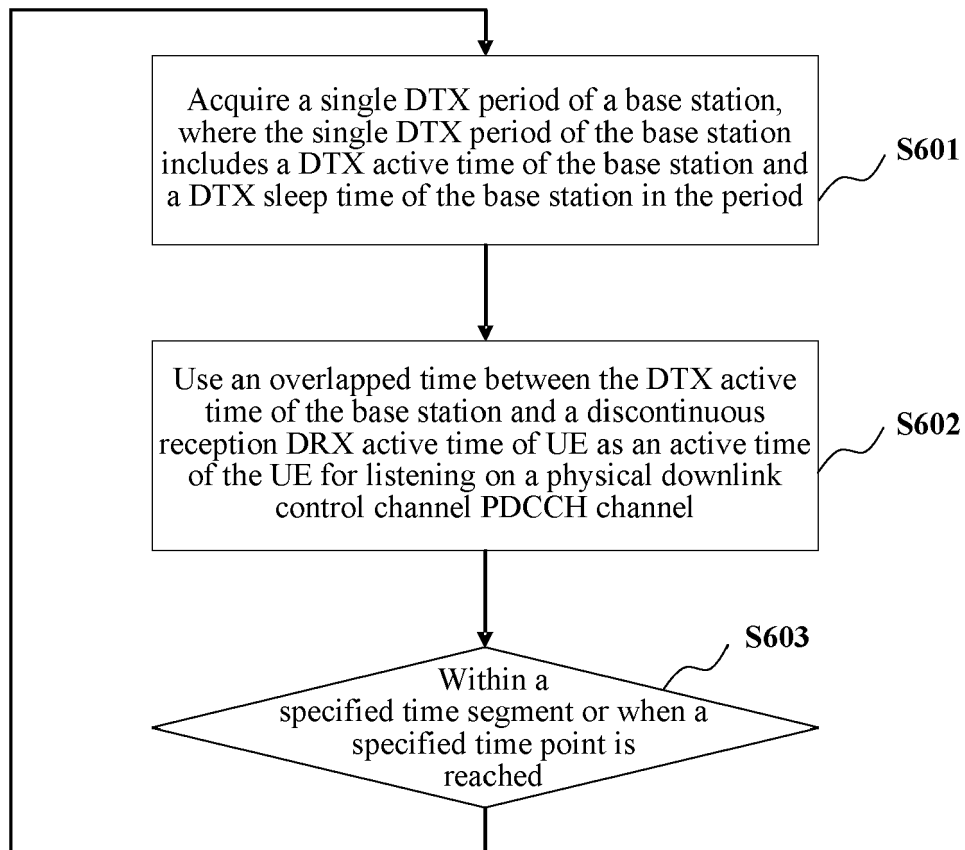 Acquire a single DTX period of a base station,
where the single DTX period of the base station
includes a DTX active time of the base station and
a DTX sleep time of the base station in the period
S601
Use an overlapped time between the DTX active
time of the base station and a discontinuous
reception DRX active time of UE as an active time
of the UE for listening on a physical downlink
control channel PDCCH channel
S602
S603
Within a
specified time segment or when a
specified time point is
reached